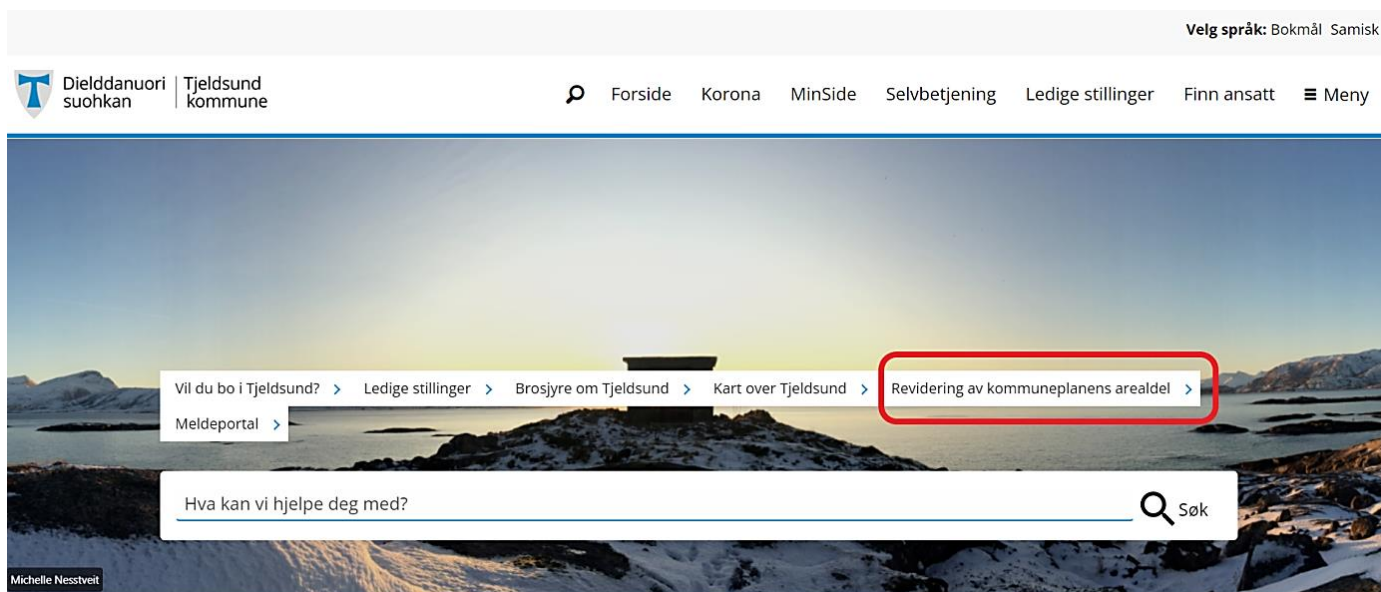 Velg språk: Bokmål Samisk
Dielddanuori suohkan | Tjeldsund kommune
Forside Korona MinSide Selvbetjening Ledige stillinger Finn ansatt ≡ Meny
Vil du bo i Tjeldsund? > Ledige stillinger > Brosjyre om Tjeldsund > Kart over Tjeldsund > Revidering av kommuneplanens arealdel >
Meldeportal >
Hva kan vi hjelpe deg med? Søk
Michelle Nesstveit